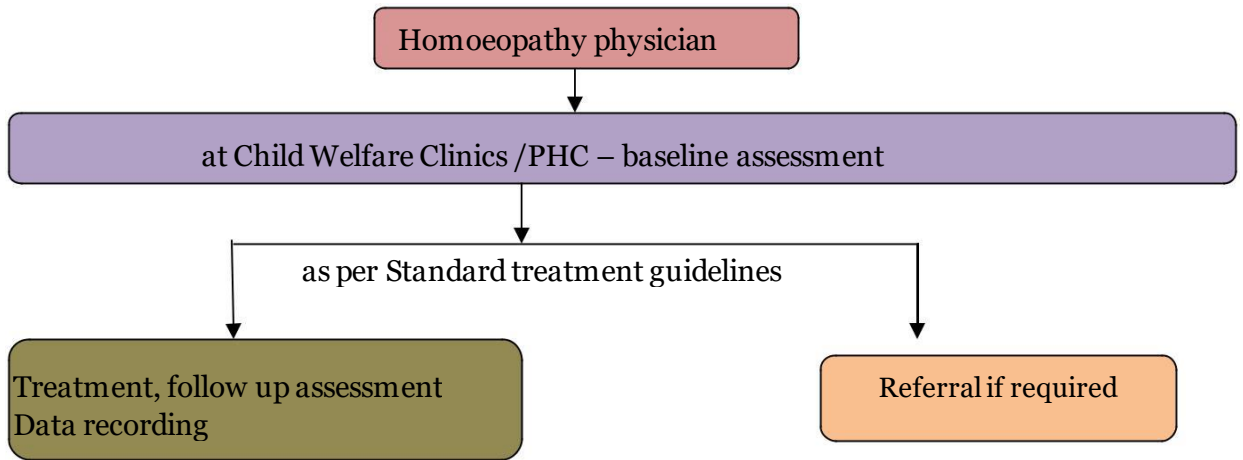 Homoeopathy physician
at Child Welfare Clinics /PHC – baseline assessment
as per Standard treatment guidelines
Treatment, follow up assessment
Data recording
Referral if required